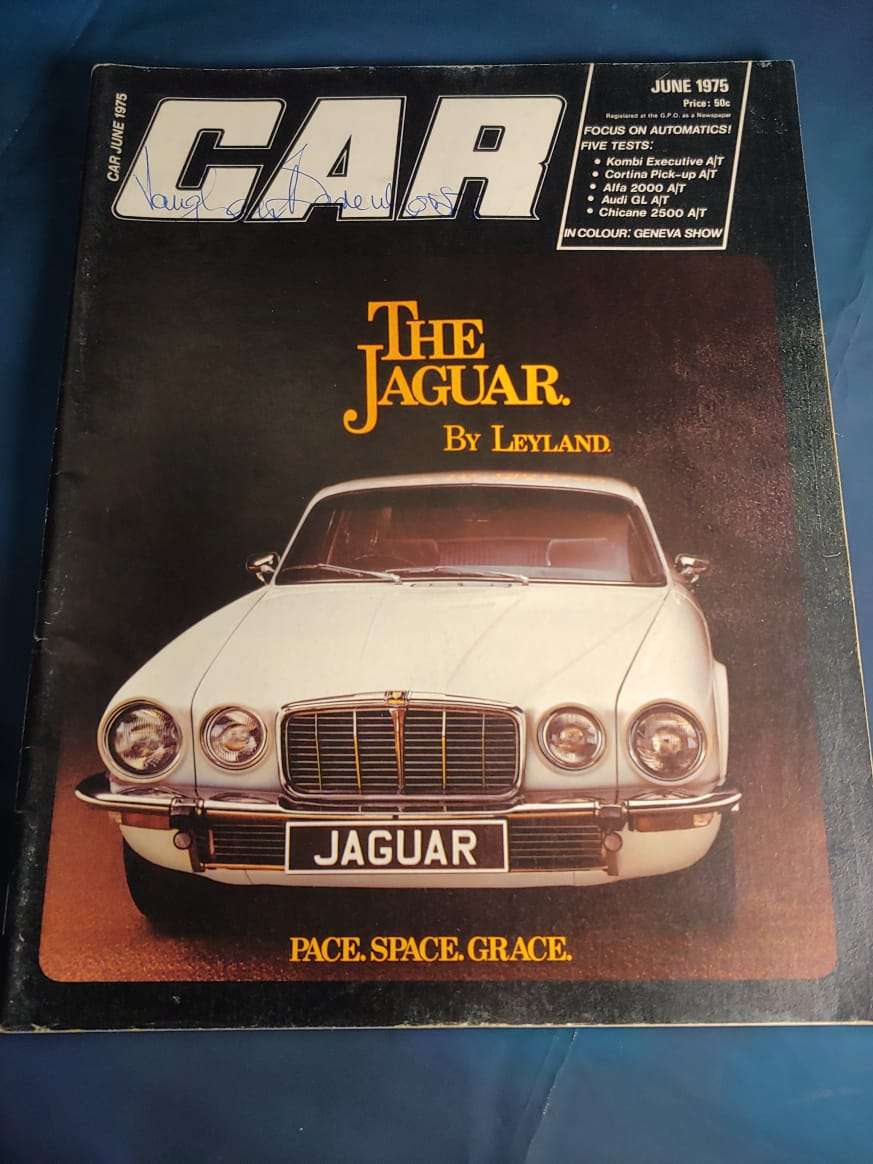 CAR JUNE 1975
CAR
JUNE 1975
Price: 50c
Registered at the G.P.O. as a Newspaper
FOCUS ON AUTOMATICS!
FIVE TESTS:
• Kombi Executive A/T
• Cortina Pick-up A/T
• Alfa 2000 A/T
• Audi GL A/T
• Chicane 2500 A/T
IN COLOUR: GENEVA SHOW
THE
JAGUAR.
BY LEYLAND.
JAGUAR
PACE. SPACE. GRACE.